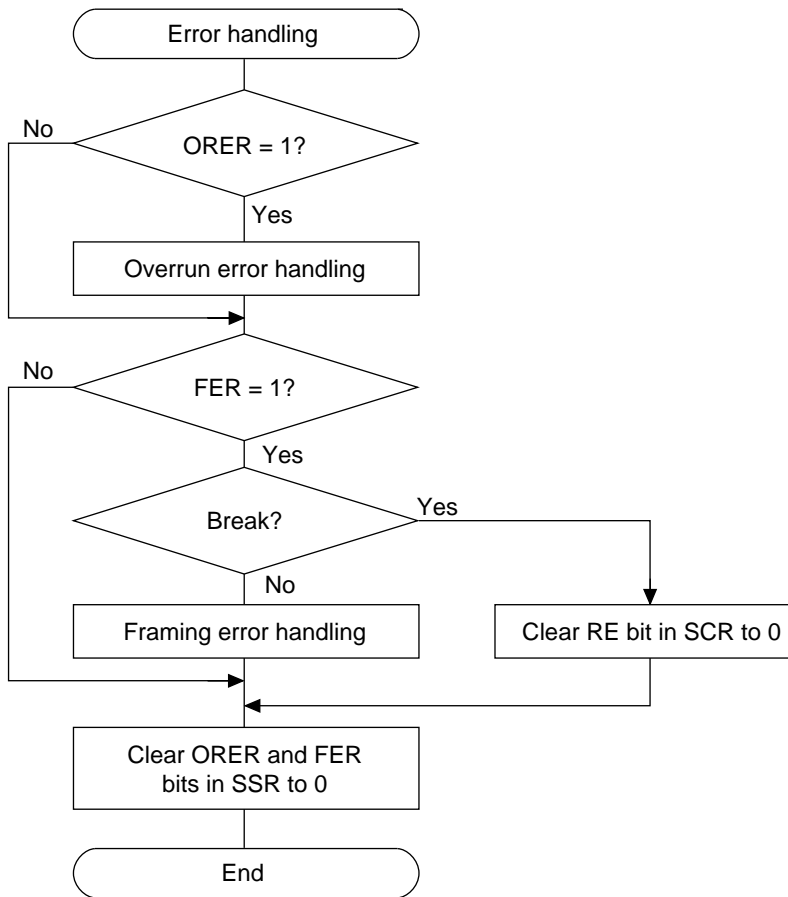 Error handling
No
ORER = 1?
Yes
Overrun error handling
No
FER = 1?
Yes
Break?
Yes
No
Framing error handling
Clear RE bit in SCR to 0
Clear ORER and FER
bits in SSR to 0
End